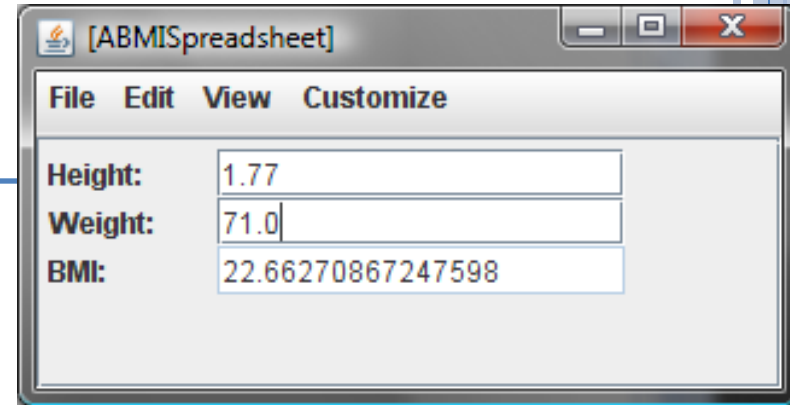 [ABMISpreadsheet]
File Edit View Customize
Height: 1.77
Weight: 71.0
BMI: 22.66270867247598